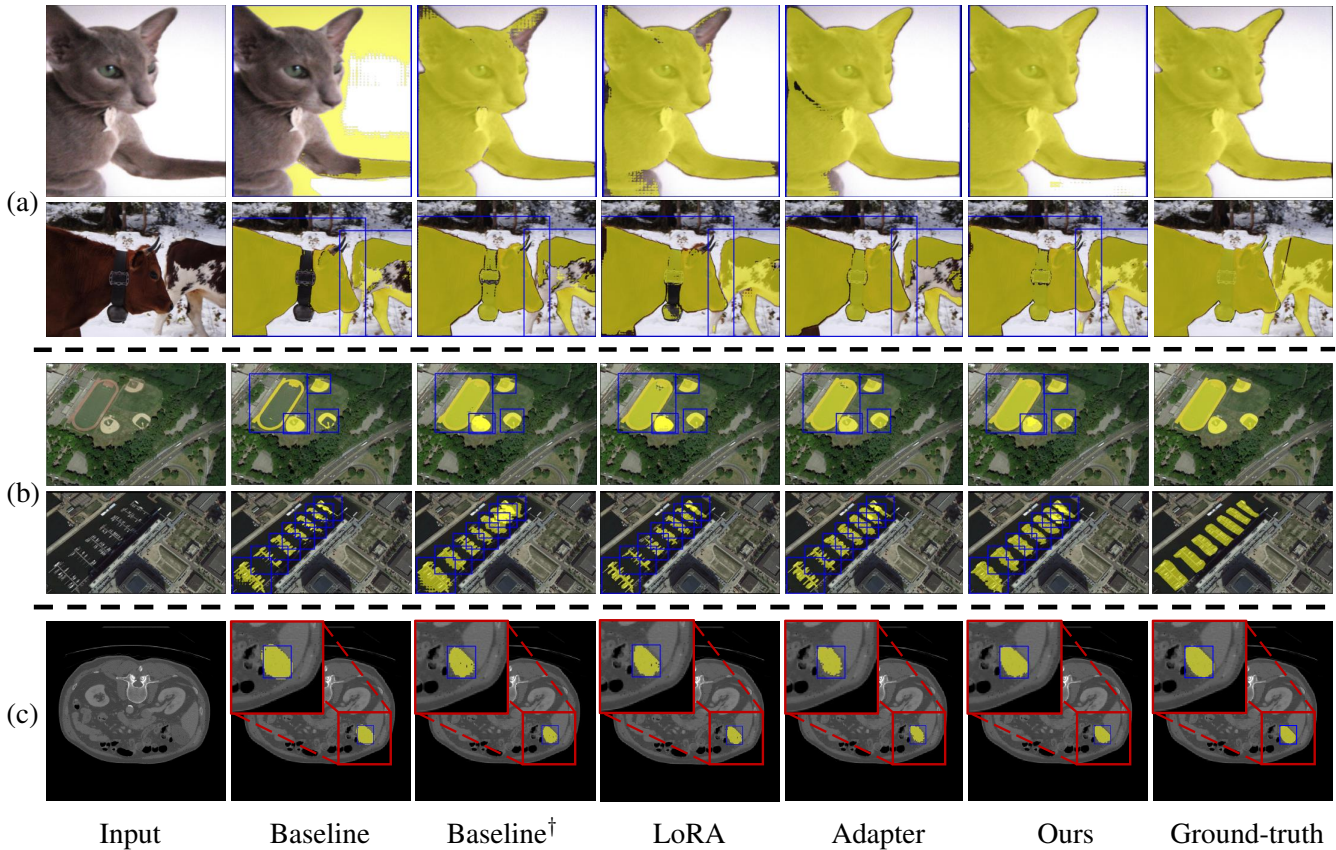 (a)
(b)
(c)
Input Baseline Baseline† LoRA Adapter Ours Ground-truth